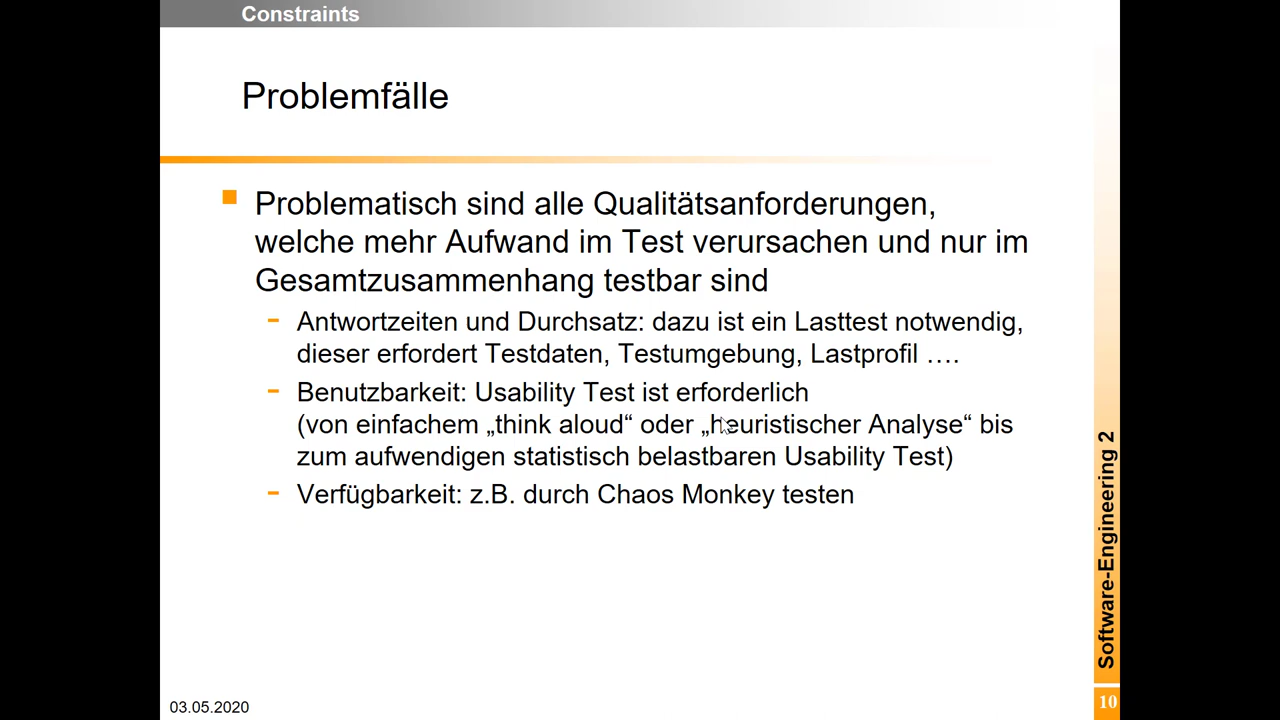 Constraints
Problemfälle
Problematisch sind alle Qualitätsanforderungen,
welche mehr Aufwand im Test verursachen und nur im
Gesamtzusammenhang testbar sind
- Antwortzeiten und Durchsatz: dazu ist ein Lasttest notwendig,
dieser erfordert Testdaten, Testumgebung, Lastprofil ….
- Benutzbarkeit: Usability Test ist erforderlich
(von einfachem „think aloud“ oder „heuristischer Analyse“ bis
zum aufwendigen statistisch belastbaren Usability Test)
- Verfügbarkeit: z.B. durch Chaos Monkey testen
Software-Engineering 2
03.05.2020
10